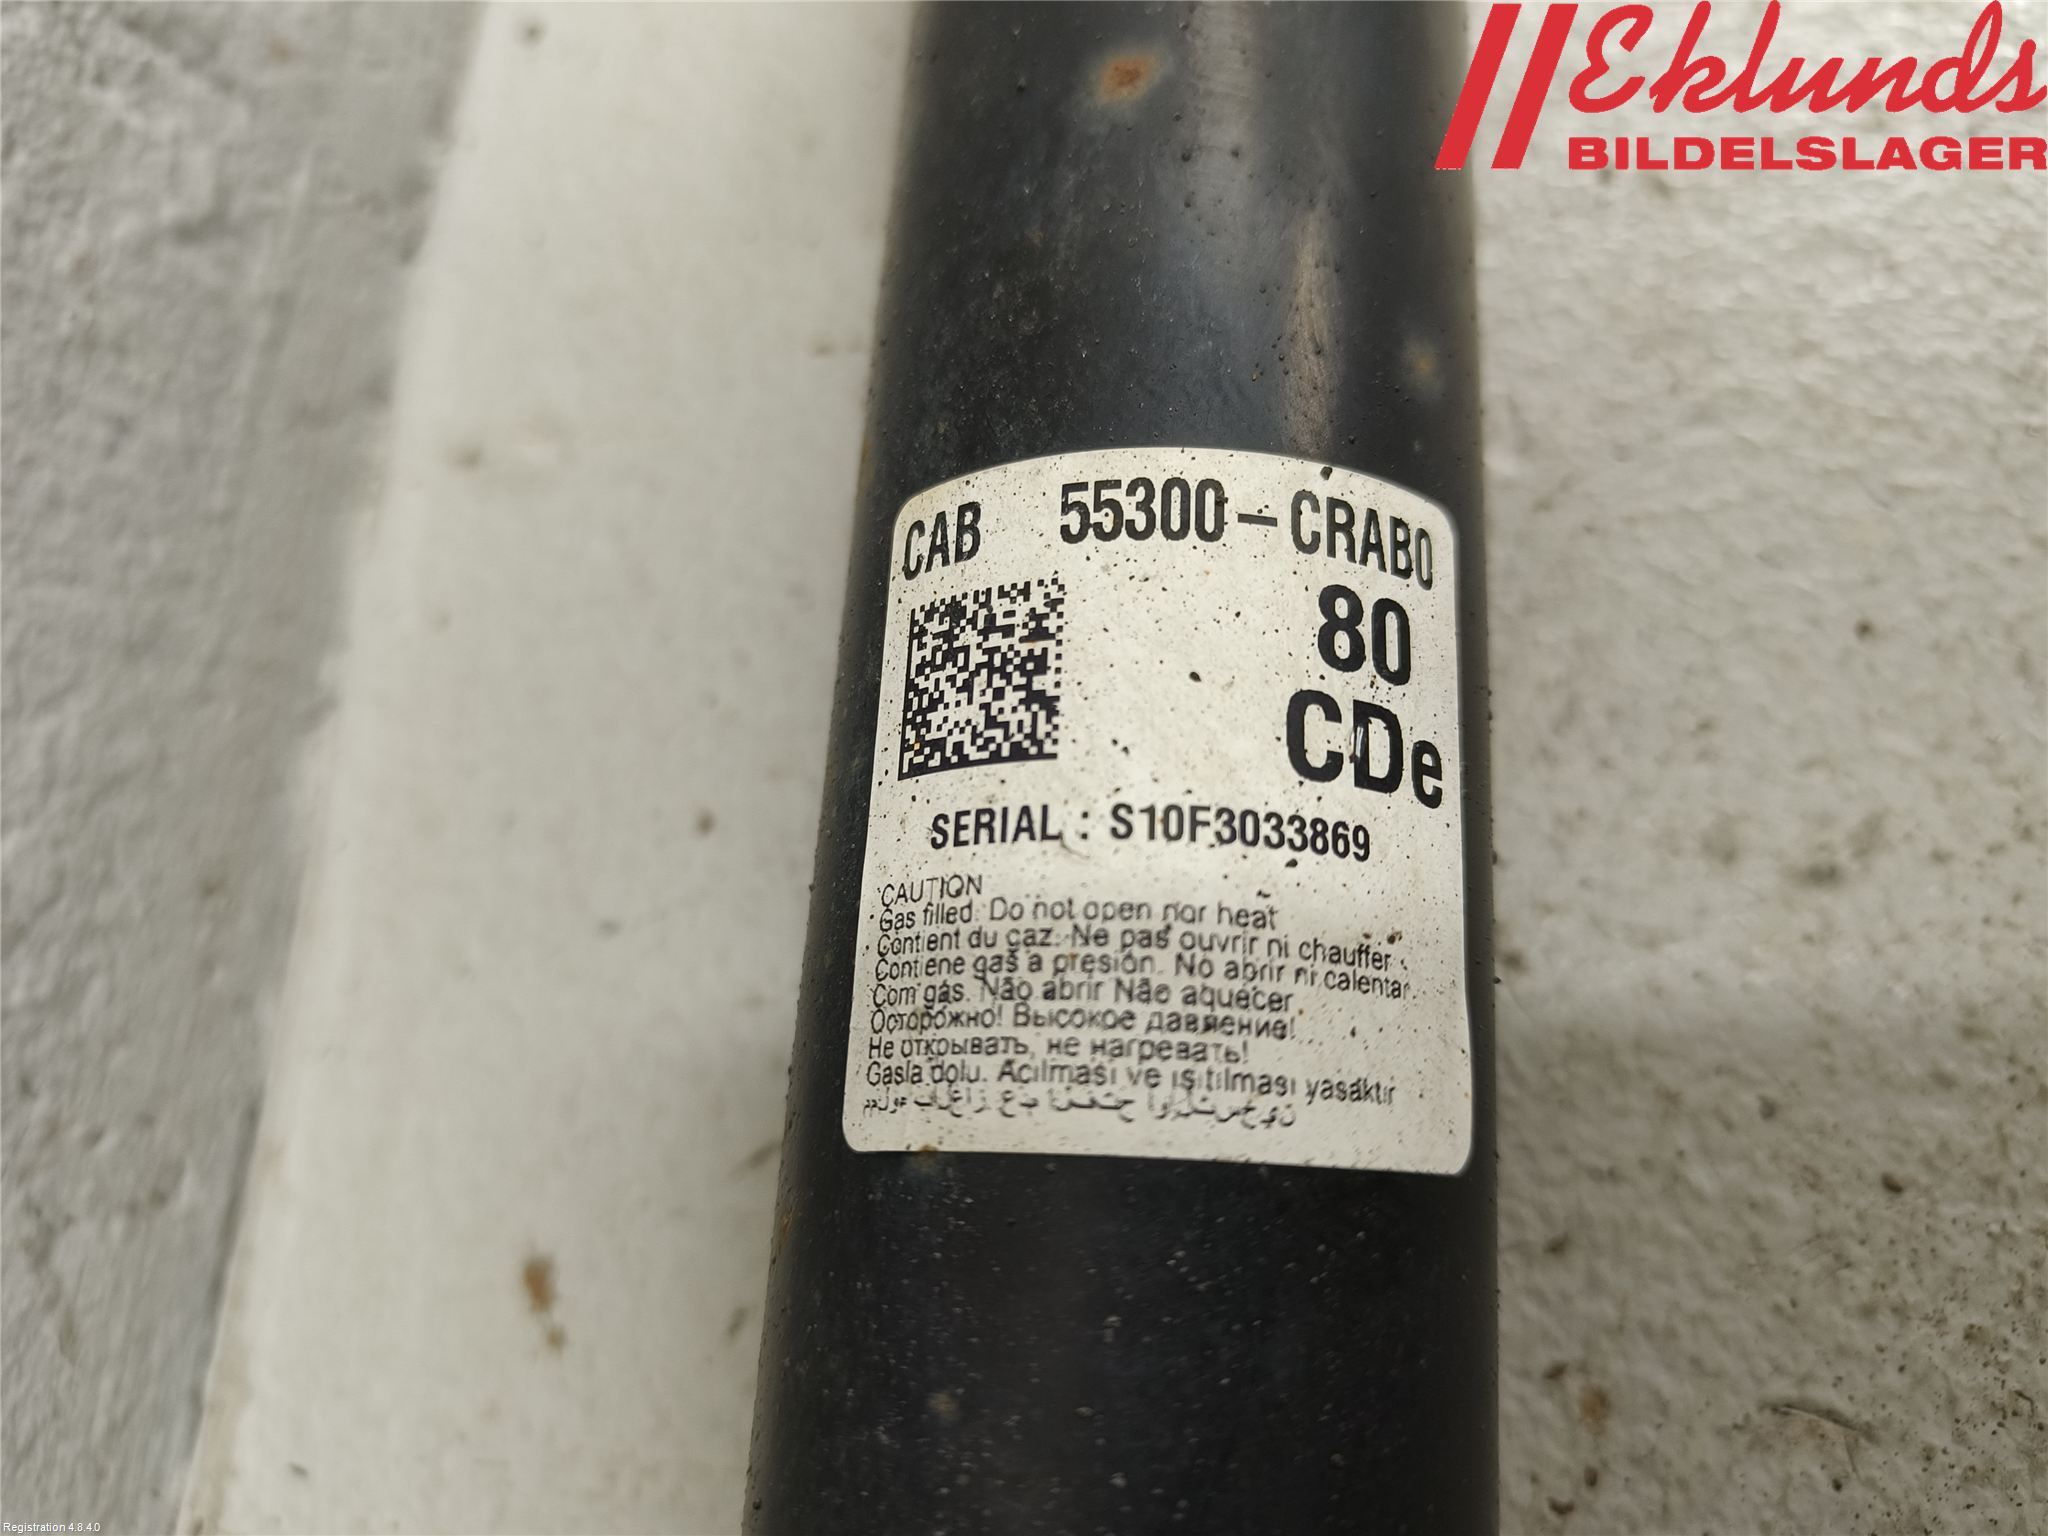 Eklunds
BILDELSLAGER
CAB 55300-CRAB0
80
CDe
SERIAL : S10F3033869
CAUTION
Gas filled. Do not open nor heat
Contient du gaz. Ne pas ouvrir ni chauffer.
Contiene gas a presión. No abrir ni calentar.
Com gás. Não abrir Não aquecer.
Осторожно! Высокое давление!
Не открывать, не нагревать!
Gasla dolu. Açılması ve ısıtılması yasaktır
Registration 4.8.4.0